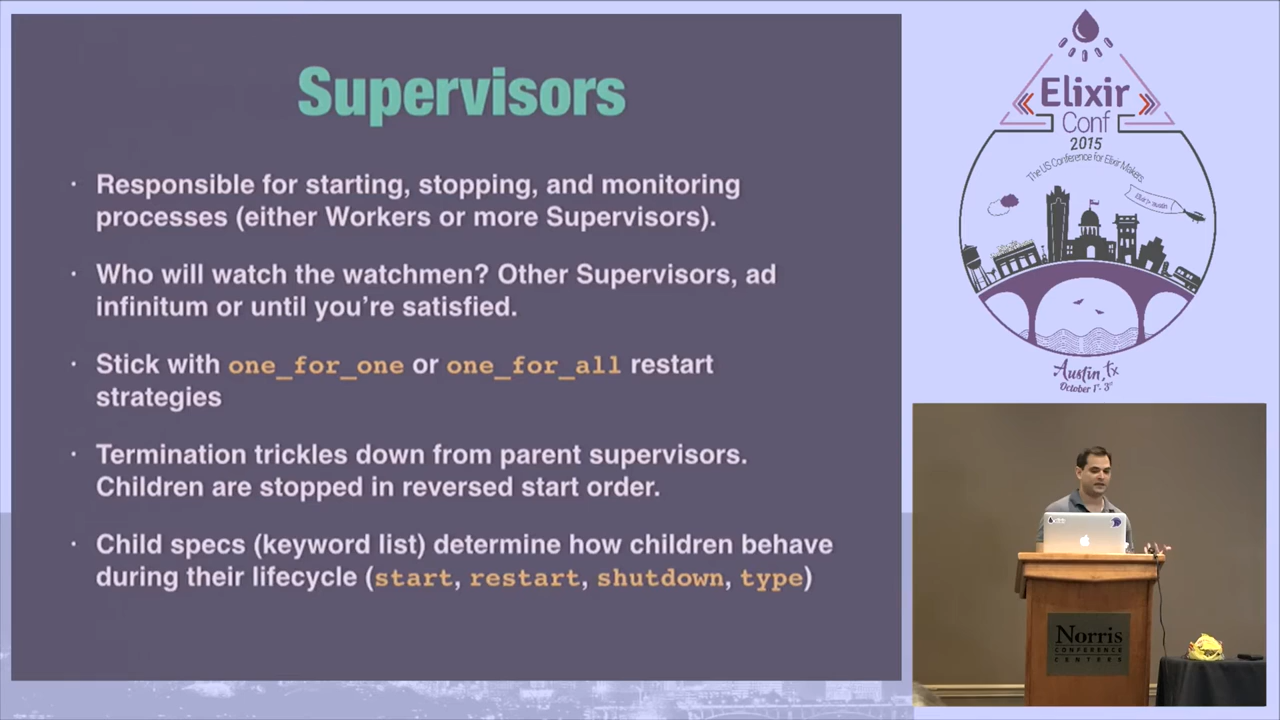 Supervisors
· Responsible for starting, stopping, and monitoring
processes (either Workers or more Supervisors).
· Who will watch the watchmen? Other Supervisors, ad
infinitum or until you’re satisfied.
· Stick with one_for_one or one_for_all restart
strategies
· Termination trickles down from parent supervisors.
Children are stopped in reversed start order.
· Child specs (keyword list) determine how children behave
during their lifecycle (start, restart, shutdown, type)
Elixir
Conf
2015
The US Conference for Elixir Makers
Austin, Tx
October 1st - 3rd
Norris
CONFERENCE
CENTERS